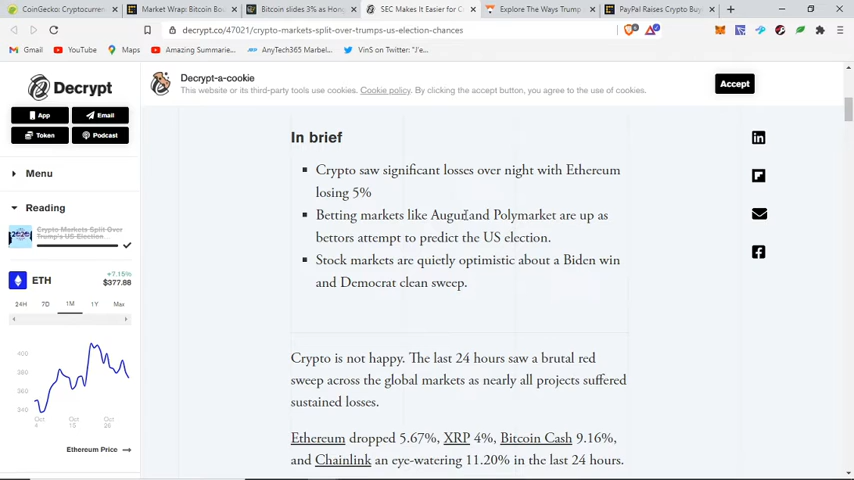 CoinGecko: Cryptocurren
Market Wrap: Bitcoin Boo
Bitcoin slides 3% as Hong
SEC Makes It Easier for C
Explore The Ways Trump
PayPal Raises Crypto Buy
decrypt.co/47021/crypto-markets-split-over-trumps-us-election-chances
Gmail
YouTube
Maps
Amazing Summarie...
AnyTech365 Marbel...
VinS on Twitter: "J'e...
Decrypt
App
Email
Token
Podcast
Menu
Reading
Crypto Markets Split Over
Trump's US Election...
ETH
+7.15%
$377.88
24H 7D 1M 1Y Max
400
380
360
340
Oct
4
Oct
15
Oct
26
Ethereum Price
Decrypt-a-cookie
This website or its third-party tools use cookies. Cookie policy. By clicking the accept button, you agree to the use of cookies.
Accept
In brief
Crypto saw significant losses over night with Ethereum
losing 5%
Betting markets like Augur and Polymarket are up as
bettors attempt to predict the US election.
Stock markets are quietly optimistic about a Biden win
and Democrat clean sweep.
Crypto is not happy. The last 24 hours saw a brutal red
sweep across the global markets as nearly all projects suffered
sustained losses.
Ethereum dropped 5.67%, XRP 4%, Bitcoin Cash 9.16%,
and Chainlink an eye-watering 11.20% in the last 24 hours.